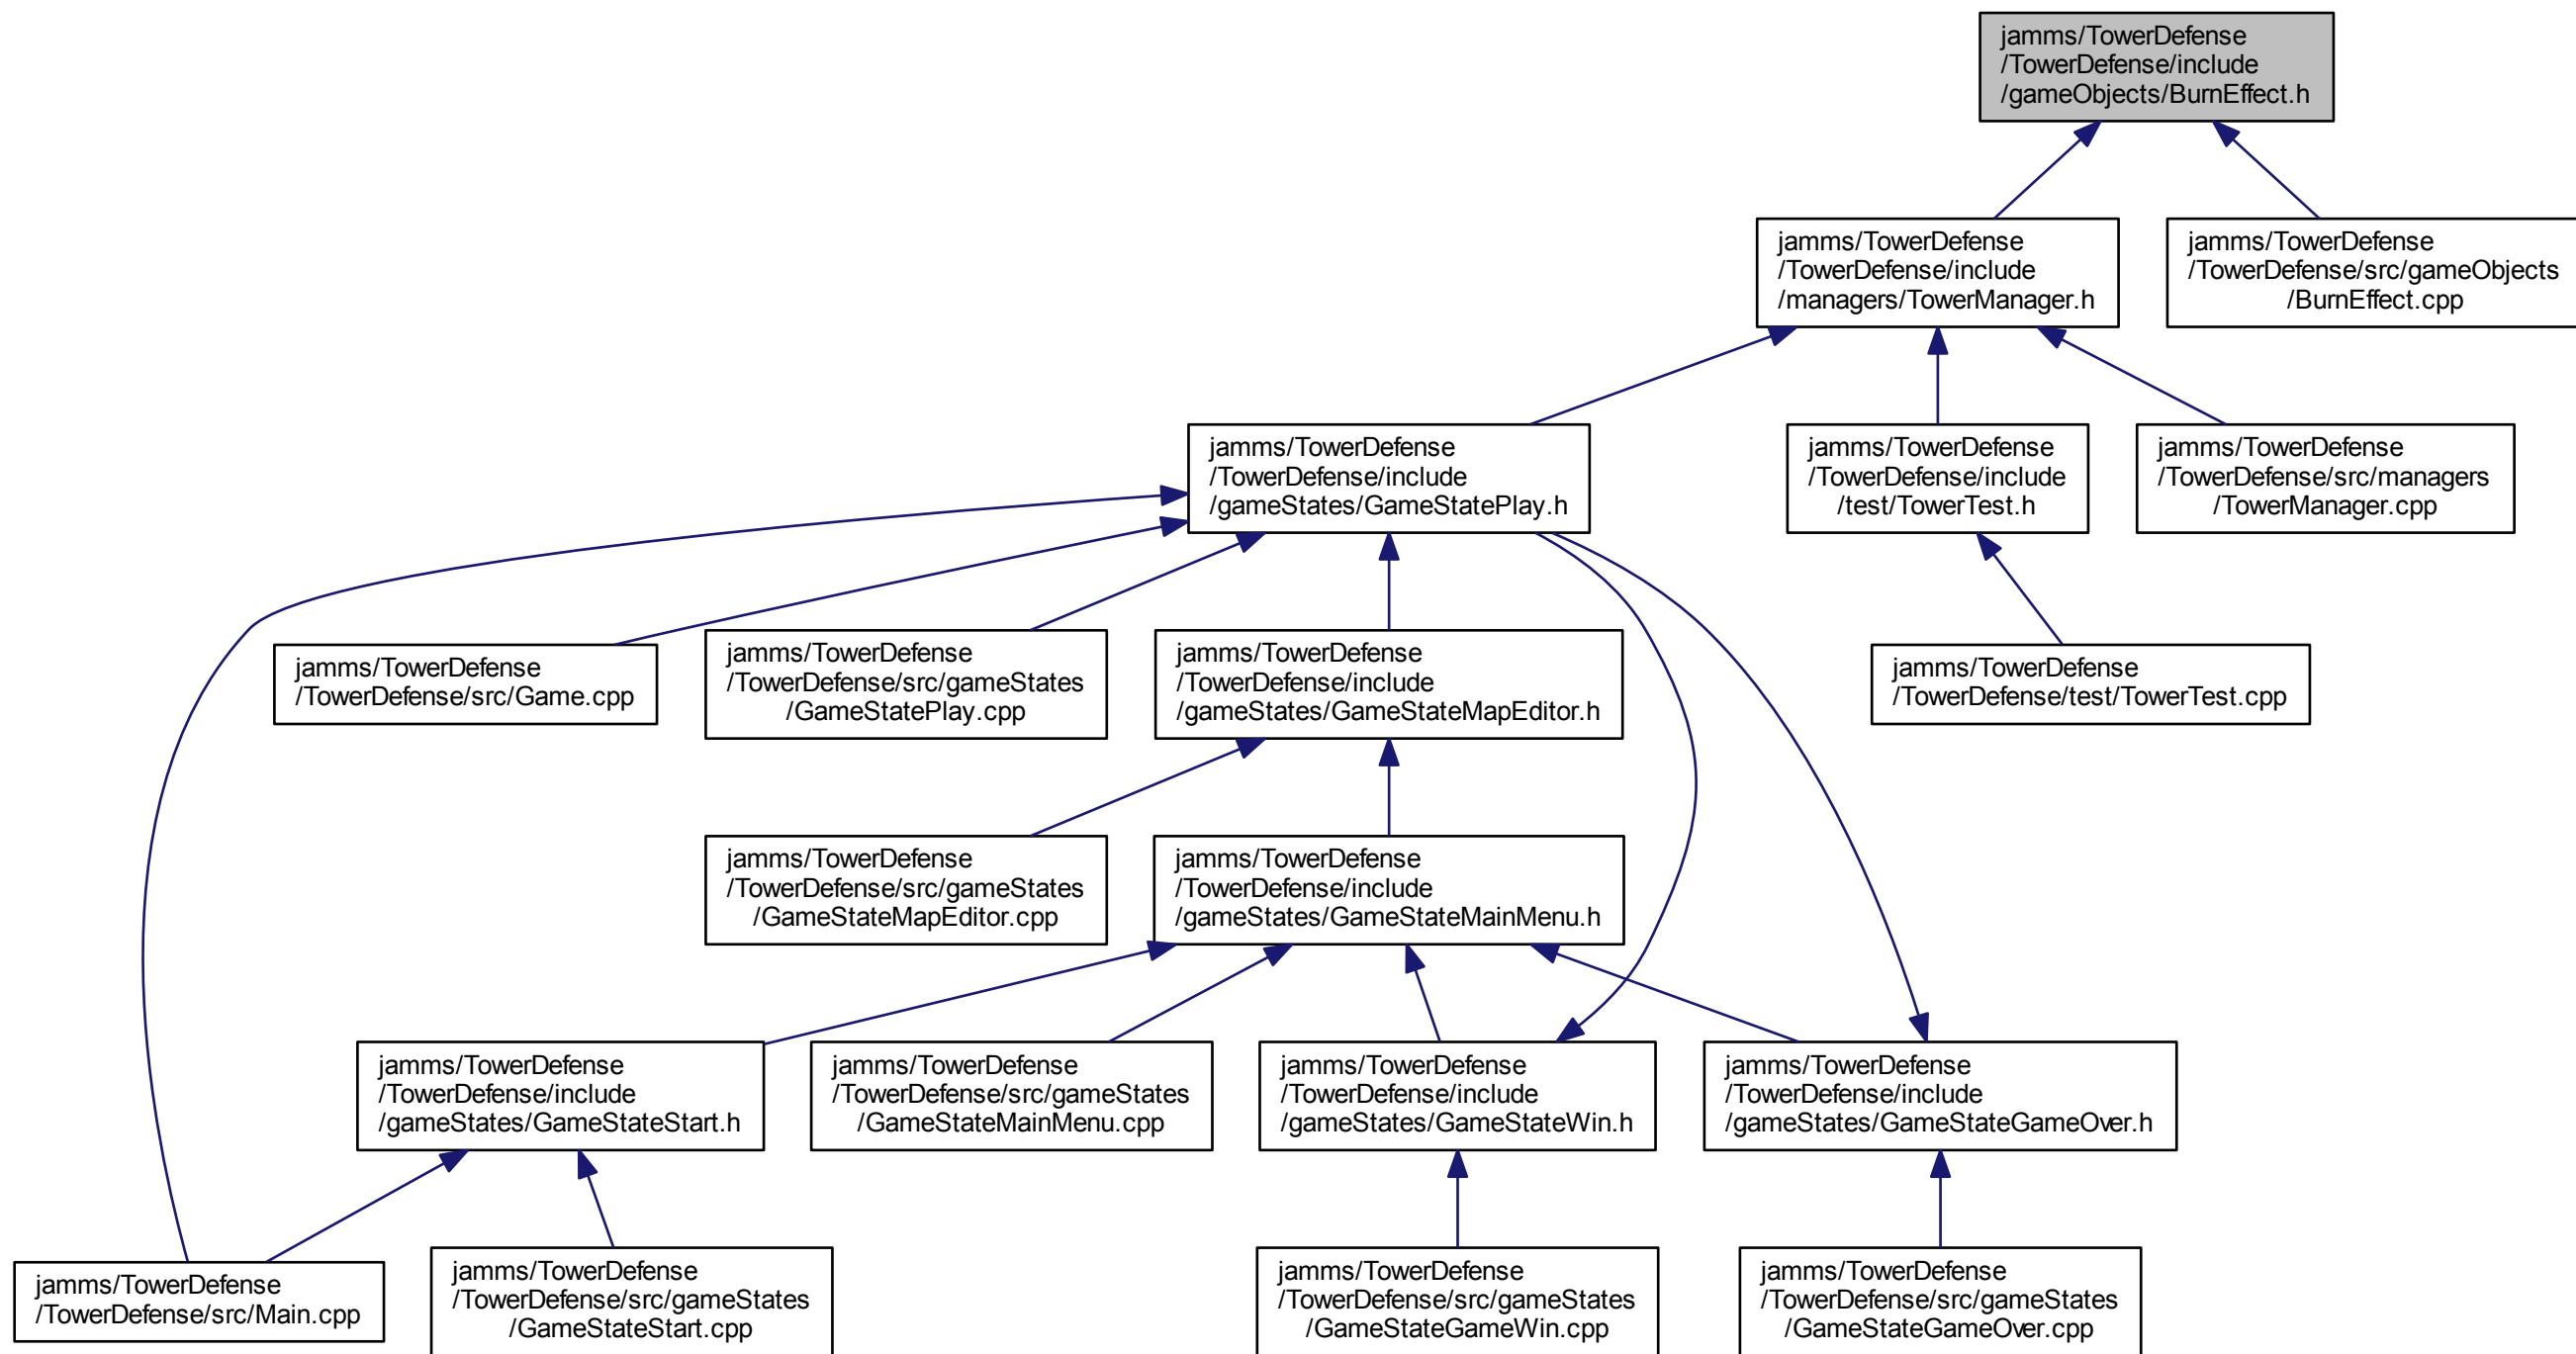 jamms/TowerDefense
/TowerDefense/include
/gameObjects/BurnEffect.h
jamms/TowerDefense
/TowerDefense/include
/managers/TowerManager.h
jamms/TowerDefense
/TowerDefense/src/gameObjects
/BurnEffect.cpp
jamms/TowerDefense
/TowerDefense/include
/gameStates/GameStatePlay.h
jamms/TowerDefense
/TowerDefense/include
/test/TowerTest.h
jamms/TowerDefense
/TowerDefense/src/managers
/TowerManager.cpp
jamms/TowerDefense
/TowerDefense/src/Game.cpp
jamms/TowerDefense
/TowerDefense/src/gameStates
/GameStatePlay.cpp
jamms/TowerDefense
/TowerDefense/include
/gameStates/GameStateMapEditor.h
jamms/TowerDefense
/TowerDefense/test/TowerTest.cpp
jamms/TowerDefense
/TowerDefense/src/gameStates
/GameStateMapEditor.cpp
jamms/TowerDefense
/TowerDefense/include
/gameStates/GameStateMainMenu.h
jamms/TowerDefense
/TowerDefense/include
/gameStates/GameStateStart.h
jamms/TowerDefense
/TowerDefense/src/gameStates
/GameStateMainMenu.cpp
jamms/TowerDefense
/TowerDefense/include
/gameStates/GameStateWin.h
jamms/TowerDefense
/TowerDefense/include
/gameStates/GameStateGameOver.h
jamms/TowerDefense
/TowerDefense/src/Main.cpp
jamms/TowerDefense
/TowerDefense/src/gameStates
/GameStateStart.cpp
jamms/TowerDefense
/TowerDefense/src/gameStates
/GameStateGameWin.cpp
jamms/TowerDefense
/TowerDefense/src/gameStates
/GameStateGameOver.cpp